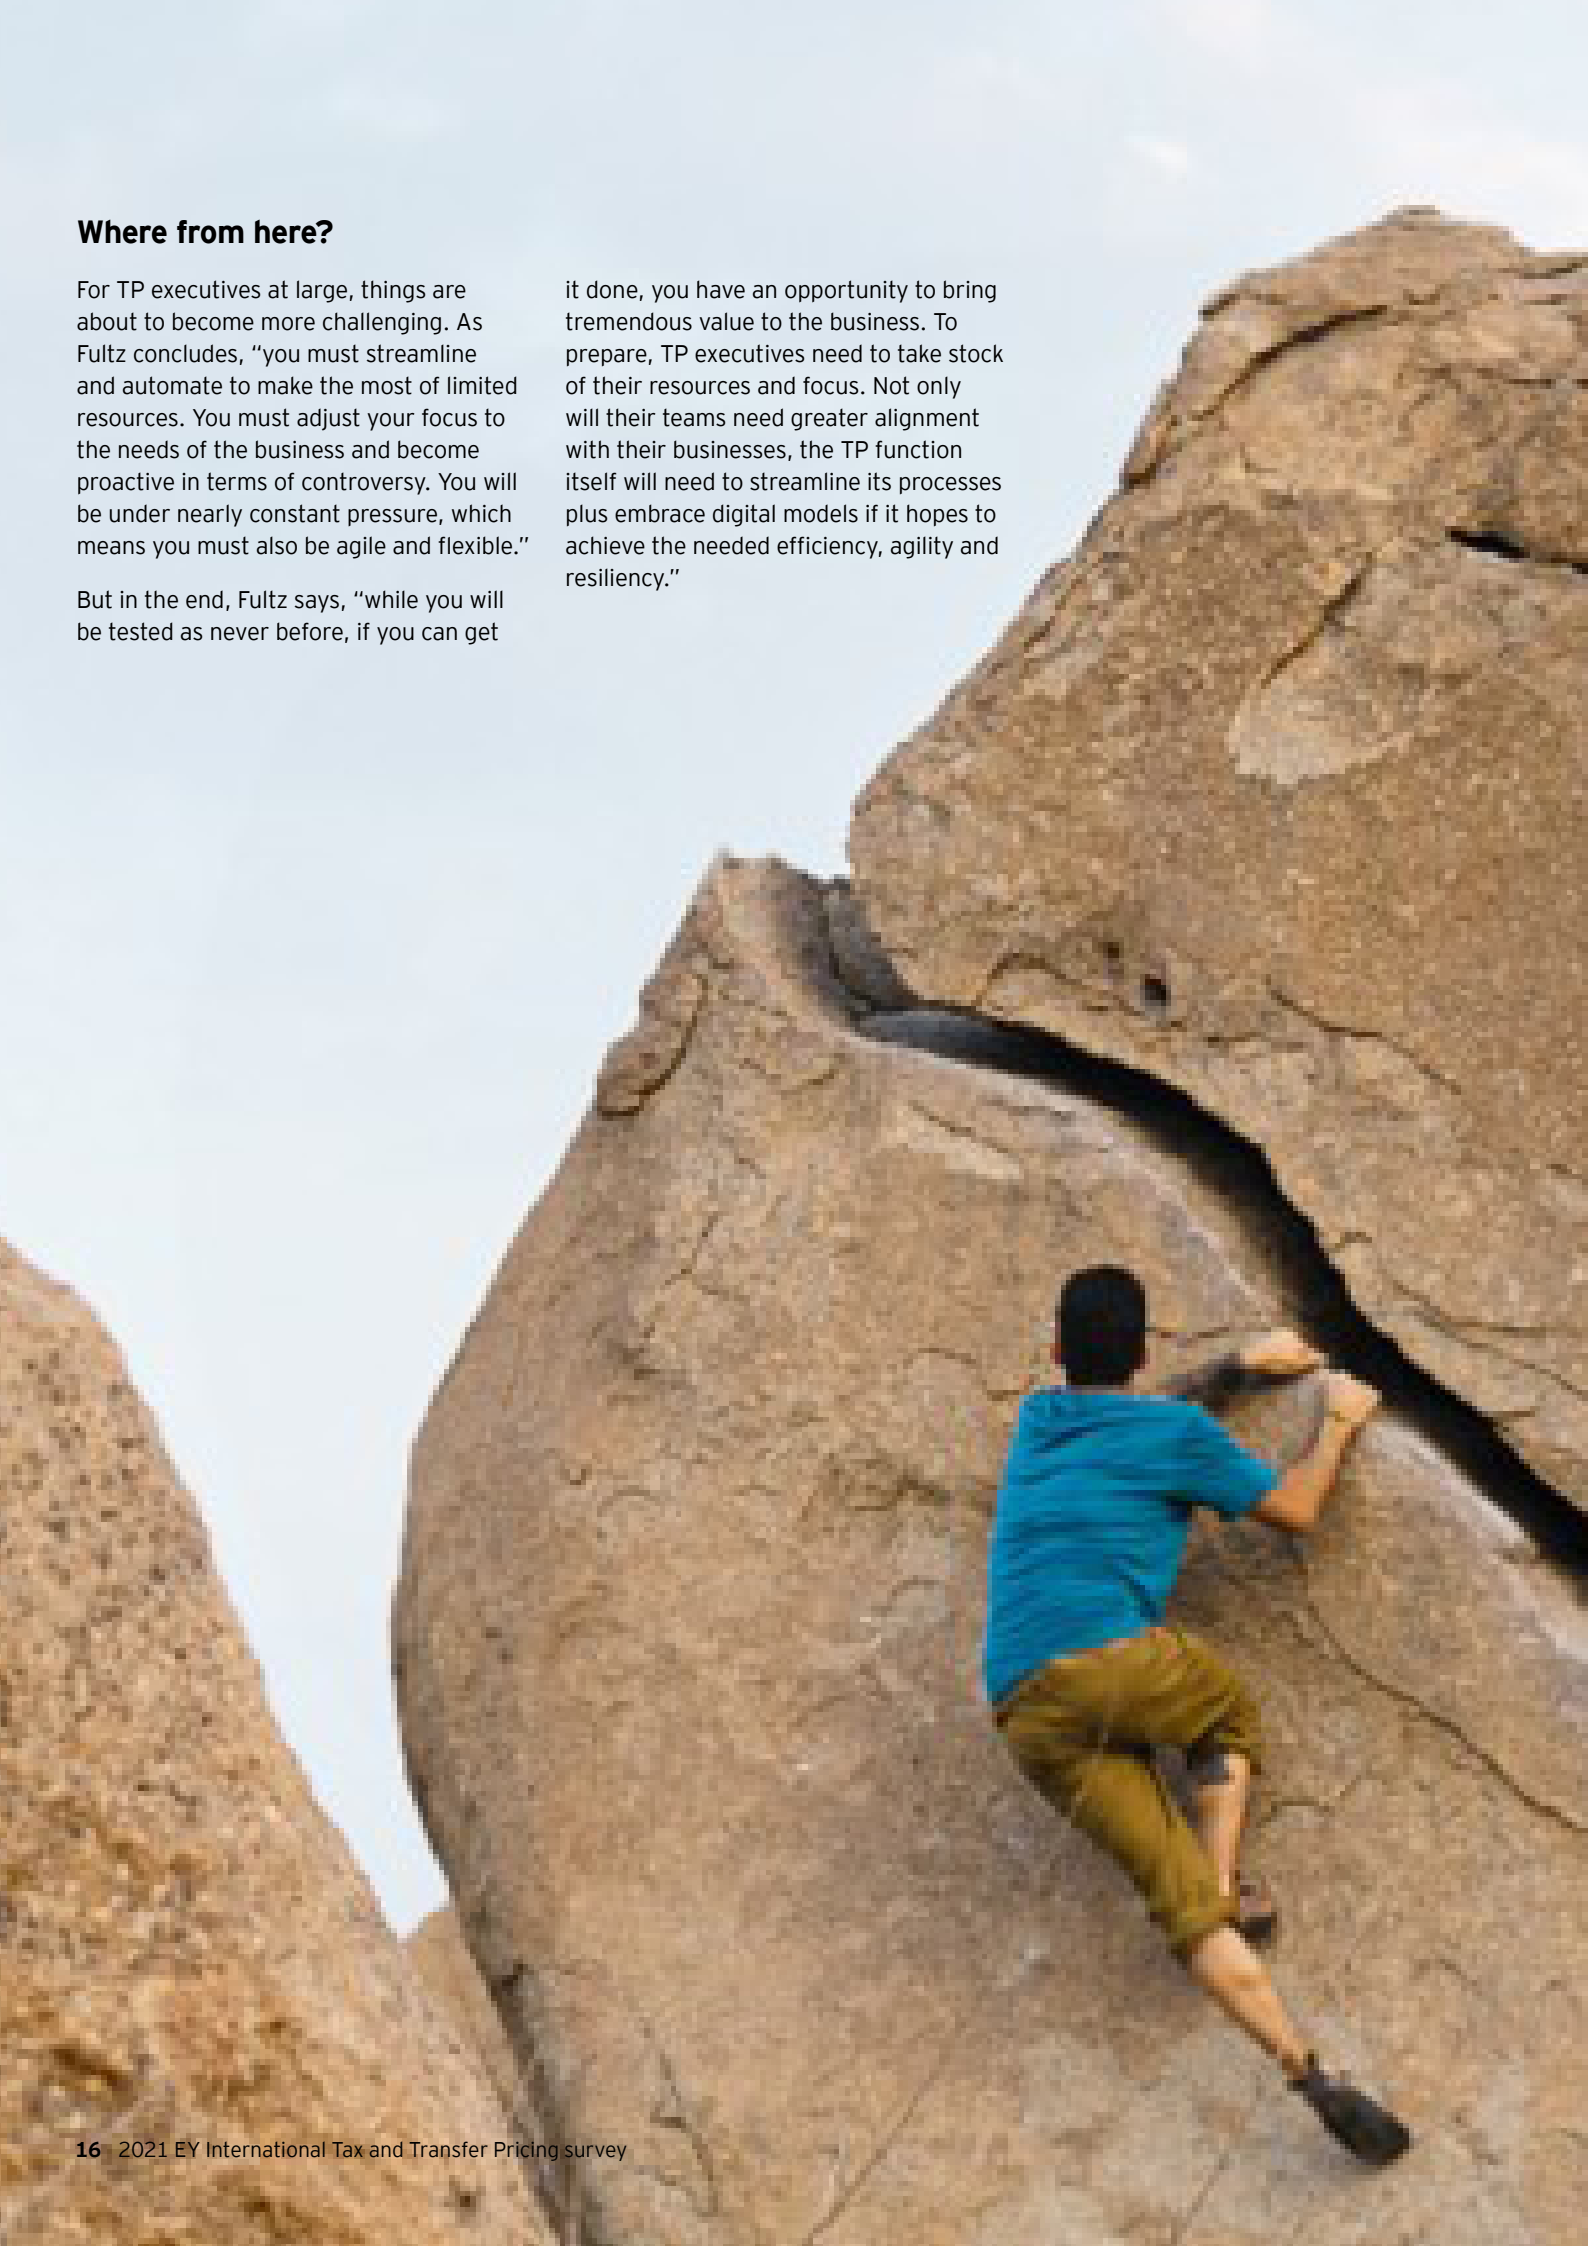 Where from here?
For TP executives at large, things are
about to become more challenging. As
Fultz concludes, “you must streamline
and automate to make the most of limited
resources. You must adjust your focus to
the needs of the business and become
proactive in terms of controversy. You will
be under nearly constant pressure, which
means you must also be agile and flexible.”
But in the end, Fultz says, “while you will
be tested as never before, if you can get
it done, you have an opportunity to bring
tremendous value to the business. To
prepare, TP executives need to take stock
of their resources and focus. Not only
will their teams need greater alignment
with their businesses, the TP function
itself will need to streamline its processes
plus embrace digital models if it hopes to
achieve the needed efficiency, agility and
resiliency.”
16 2021 EY International Tax and Transfer Pricing survey